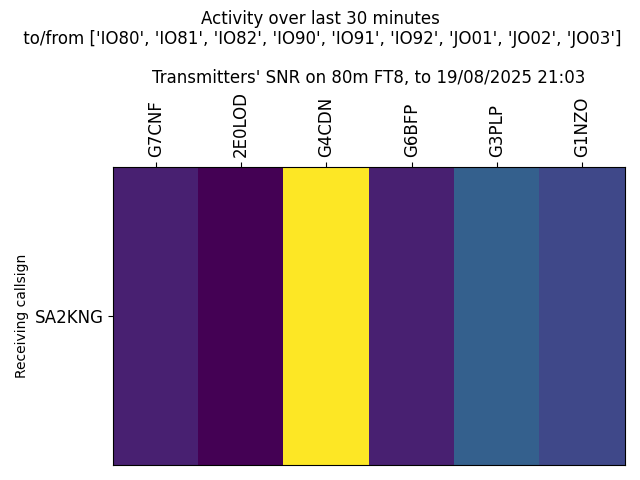 Activity over last 30 minutes
to/from ['IO80', 'IO81', 'IO82', 'IO90', 'IO91', 'IO92', 'JO01', 'JO02', 'JO03']
Transmitters' SNR on 80m FT8, to 19/08/2025 21:03
G7CNF
2E0LOD
G4CDN
G6BFP
G3PLP
G1NZO
Receiving callsign
SA2KNG